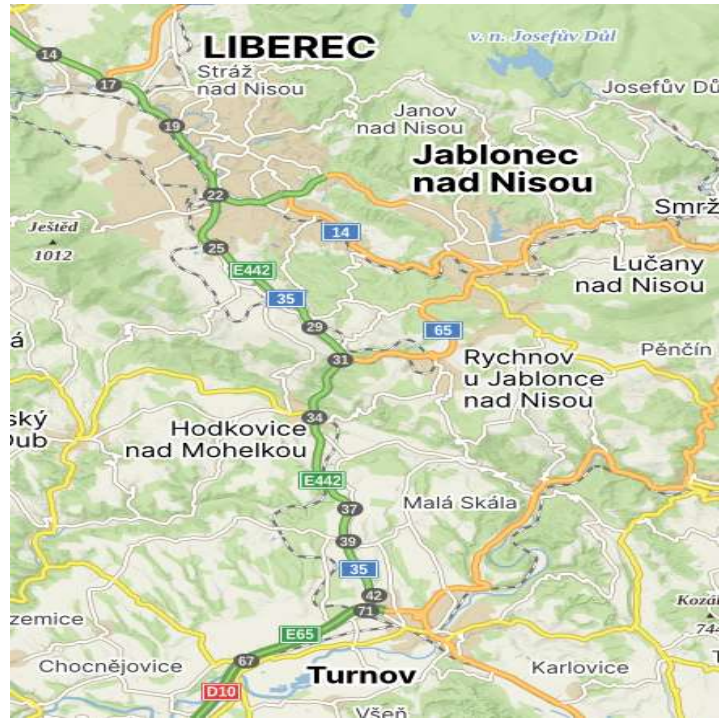 v. n. Josefův Důl
LIBEREC
14
Stráž
nad Nisou
17
Josefův Dů
Janov
nad Nisou
19
Jablonec
nad Nisou
22
Smrž
Ještěd
1012
14
25
E442
Lučany
nad Nisou
35
29
65
á
31
Pěnčín
Rychnov
u Jablonce
nad Nisou
34
ský
Dub
Hodkovice
nad Mohelkou
E442
Malá Skála
37
39
35
42
71
Kozák
744
zemice
E65
Chocnějovice
67
Turnov
Karlovice
T
D10
Všeň